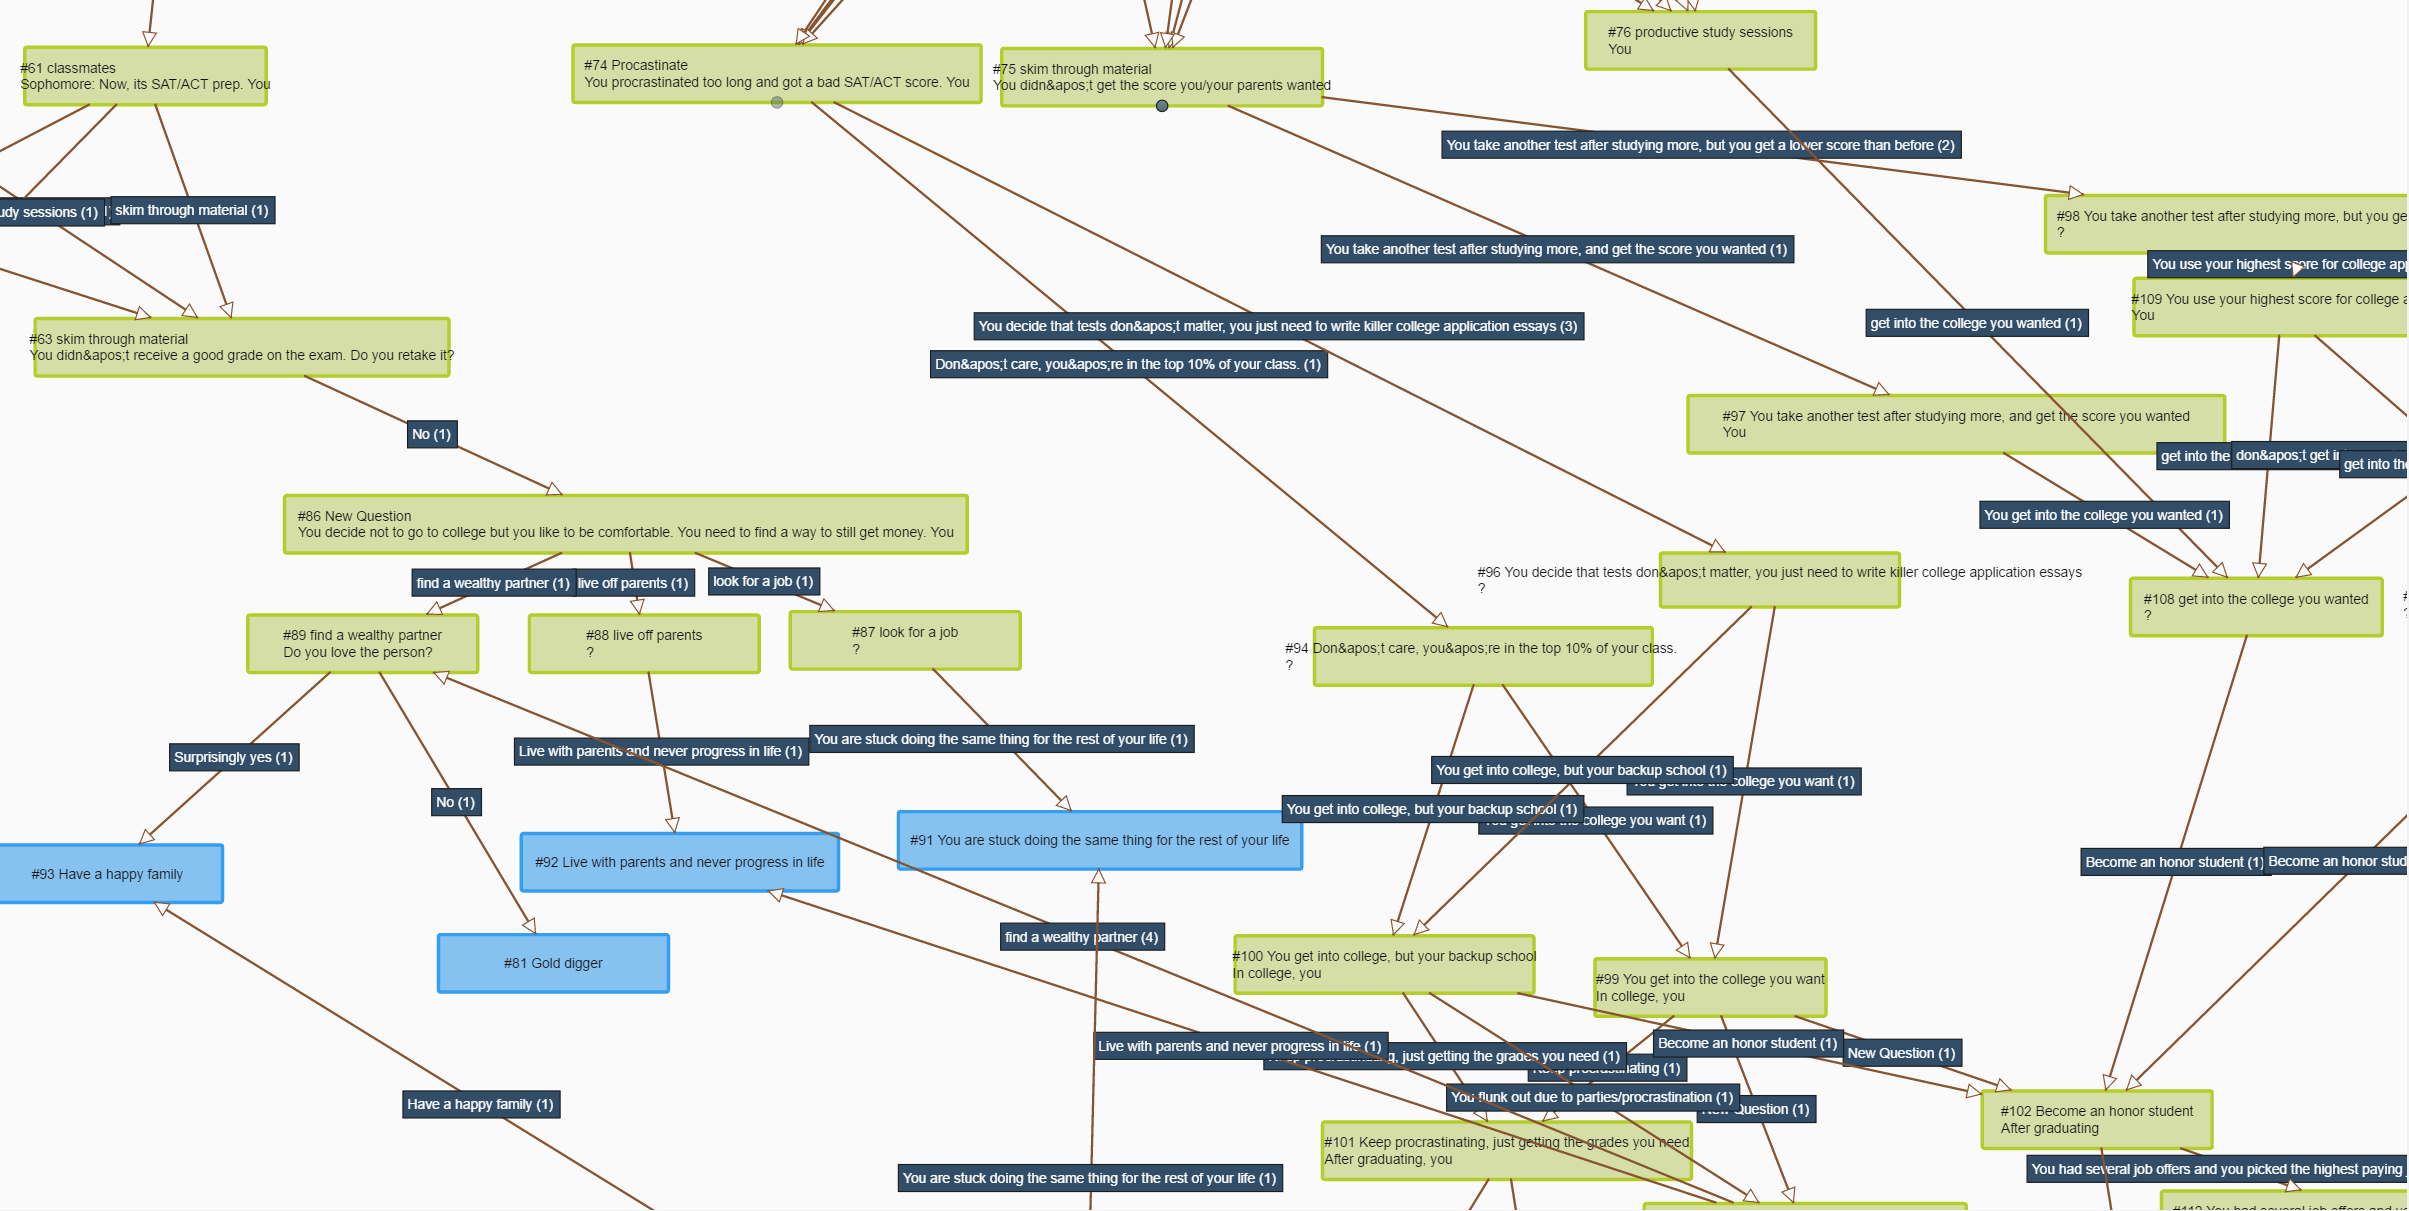 #61 classmates
Sophomore: Now, its SAT/ACT prep. You
#74 Procastinate
You procrastinated too long and got a bad SAT/ACT score. You
#75 skim through material
You didn&apos;t get the score you/your parents wanted
#76 productive study sessions
You
You take another test after studying more, but you get a lower score than before (2)
sessions (1)
skim through material (1)
#98 You take another test after studying more, but you
?
You take another test after studying more, and get the score you wanted (1)
You use your highest score for college
#109 You use your highest score for college
You
You decide that tests don&apos;t matter, you just need to write killer college application essays (3)
get into the college you wanted (1)
Don&apos;t care, you&apos;re in the top 10% of your class. (1)
#63 skim through material
You didn&apos;t receive a good grade on the exam. Do you retake it?
#97 You take another test after studying more, and get the score you wanted
You
No (1)
get into the
don&apos;t get
get into
You get into the college you wanted (1)
#86 New Question
You decide not to go to college but you like to be comfortable. You need to find a way to still get money. You
find a wealthy partner (1)
live off parents (1)
look for a job (1)
#96 You decide that tests don&apos;t matter, you just need to write killer college application essays
?
#108 get into the college you wanted
?
#89 find a wealthy partner
Do you love the person?
#88 live off parents
?
#87 look for a job
?
#94 Don&apos;t care, you&apos;re in the top 10% of your class.
?
Surprisingly yes (1)
Live with parents and never progress in life (1)
You are stuck doing the same thing for the rest of your life (1)
You get into college, but your backup school (1)
college you want (1)
No (1)
You get into college, but your backup school (1)
college you want (1)
#93 Have a happy family
#92 Live with parents and never progress in life
#91 You are stuck doing the same thing for the rest of your life
Become an honor student (1)
Become an honor
find a wealthy partner (4)
#81 Gold digger
#100 You get into college, but your backup school
In college, you
#99 You get into the college you want
In college, you
Live with parents and never progress in life (1)
just getting the grades you need (1)
Become an honor student (1)
New Question (1)
Keep procrastinating (1)
You flunk out due to parties/procrastination (1)
Question (1)
Have a happy family (1)
#102 Become an honor student
After graduating
#101 Keep procrastinating, just getting the grades you need
After graduating, you
You are stuck doing the same thing for the rest of your life (1)
You had several job offers and you picked the highest paying